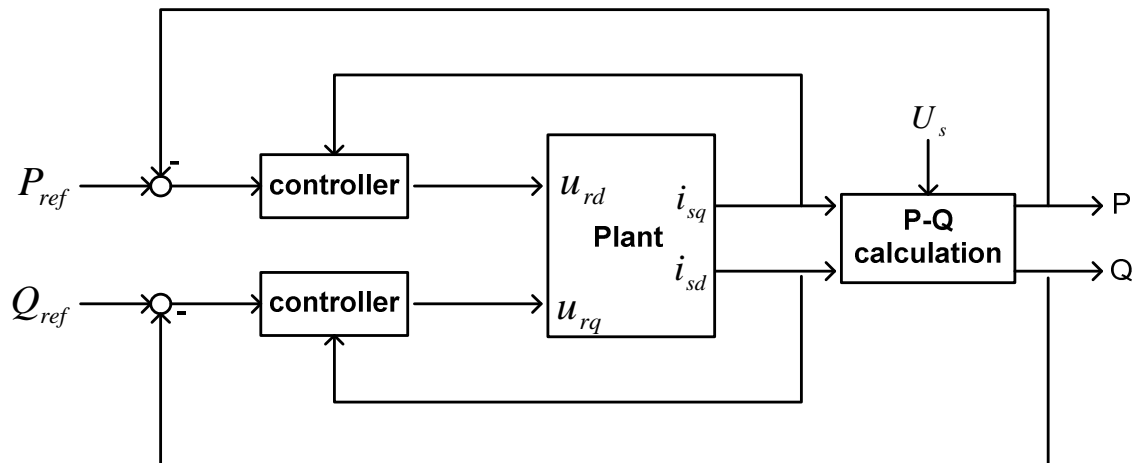 U_s
P_ref
-
controller
u_rd
i_sq
P-Q
calculation
P
Plant
i_sd
Q
Q_ref
-
controller
u_rq